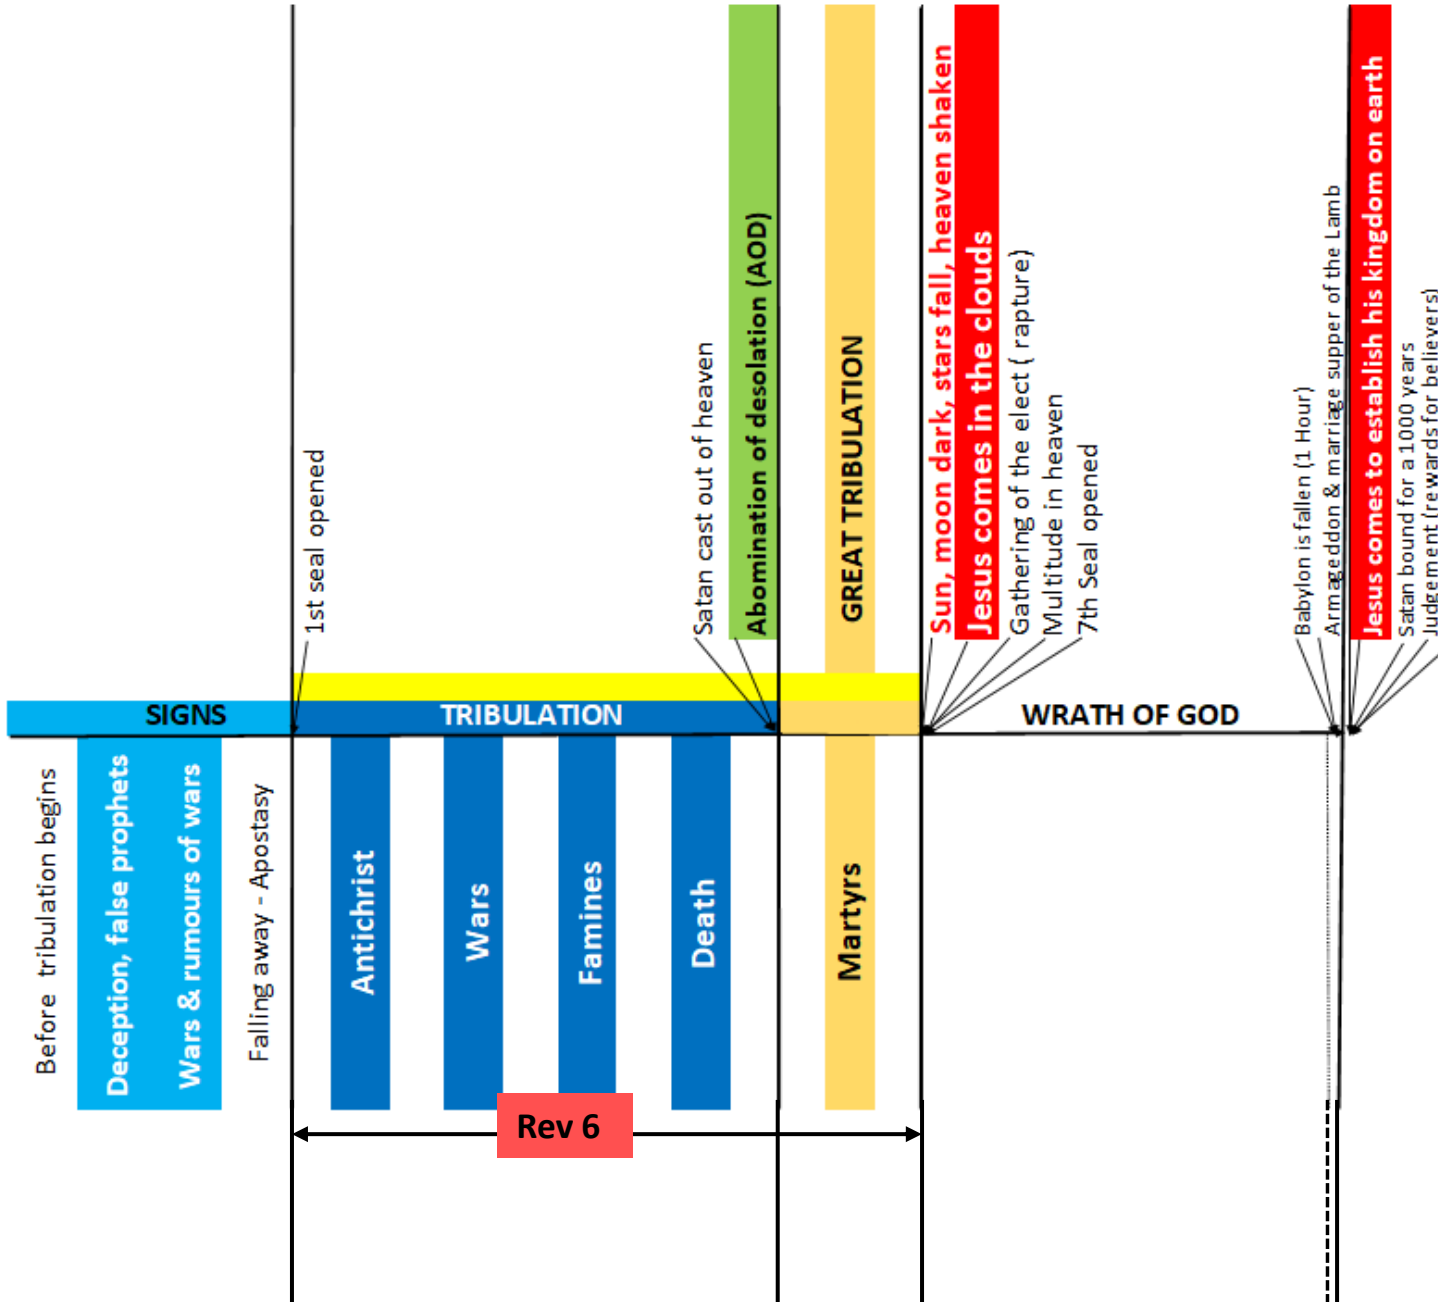 1st seal opened
Satan cast out of heaven
Abomination of desolation (AOD)
GREAT TRIBULATION
Sun, moon dark, stars fall, heaven shaken
Jesus comes in the clouds
Gathering of the elect ( rapture)
Multitude in heaven
7th Seal opened
Babylon is fallen (1 Hour)
Armageddon & marriage supper of the Lamb
Jesus comes to establish his kingdom on earth
Satan bound for a 1000 years
Judgement (rewards for believers)
SIGNS
TRIBULATION
WRATH OF GOD
Before tribulation begins
Deception, false prophets
Wars & rumours of wars
Falling away - Apostasy
Antichrist
Wars
Famines
Death
Martyrs
Rev 6